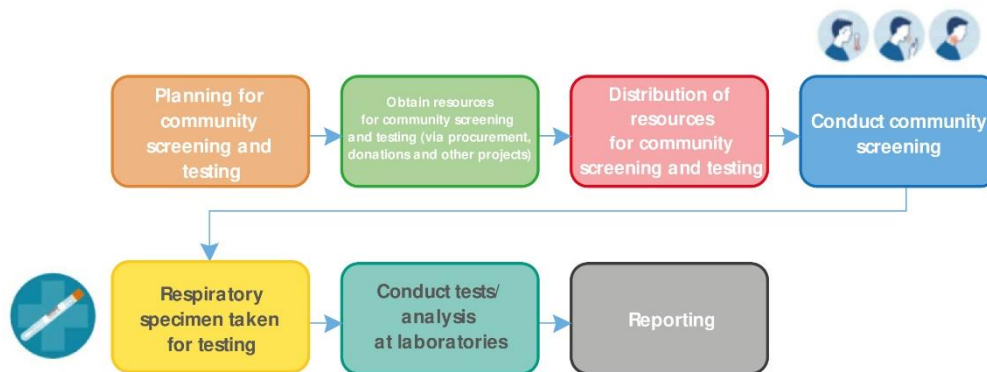 Planning for
community
screening and
testing
Obtain resources
for community screening
and testing (via procurement,
donations and other projects)
Distribution of
resources
for community
screening and testing
Conduct community
screening
Respiratory
specimen taken
for testing
Conduct tests/
analysis
at laboratories
Reporting